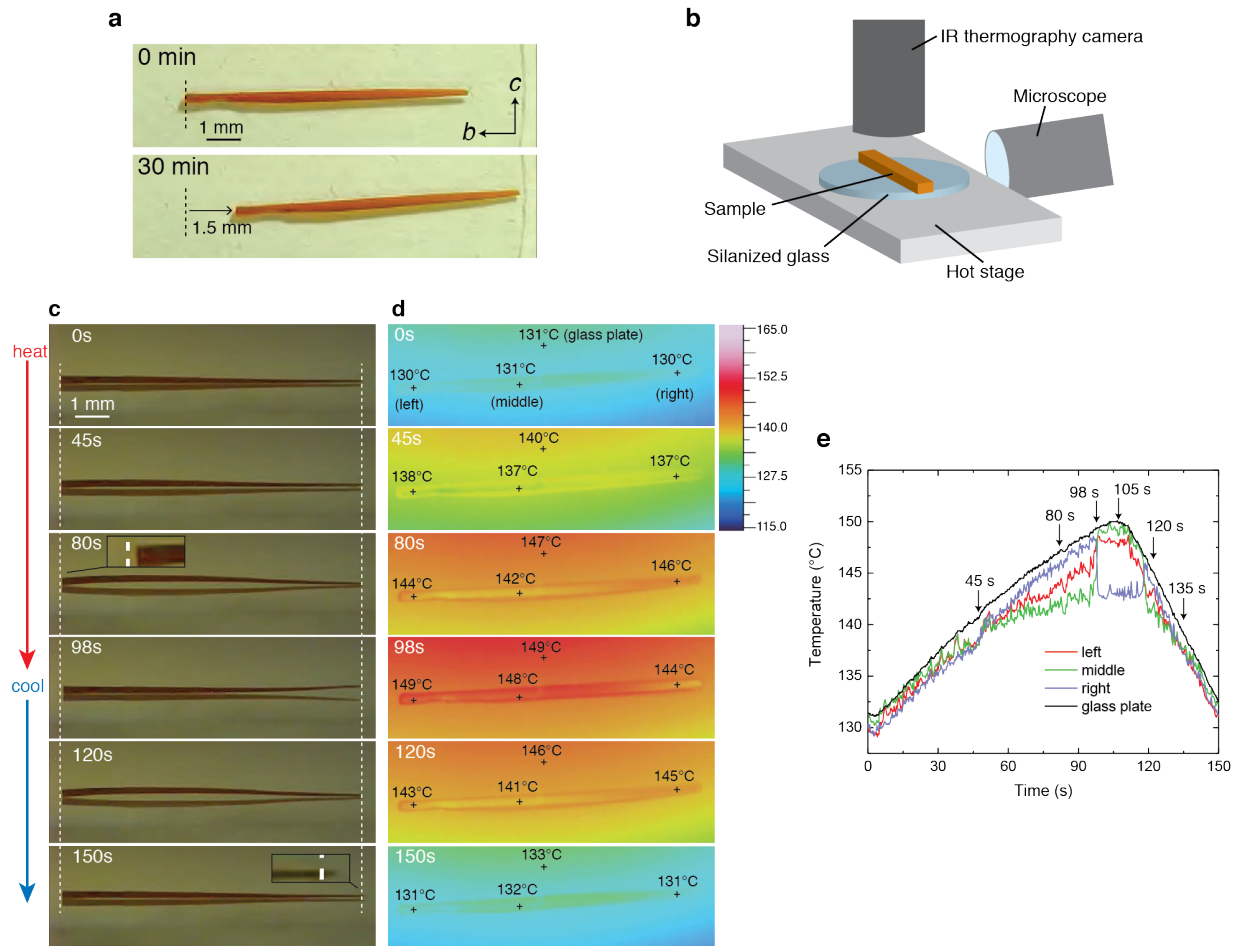 a
0 min
c
b
1 mm
30 min
1.5 mm
b
IR thermography camera
Microscope
Sample
Silanized glass
Hot stage
c
heat
cool
0s
1 mm
45s
80s
98s
120s
150s
d
0s
131°C (glass plate)
130°C
(left)
131°C
(middle)
130°C
(right)
45s
140°C
138°C
137°C
137°C
80s
147°C
144°C
142°C
146°C
98s
149°C
149°C
148°C
144°C
120s
146°C
143°C
141°C
145°C
150s
133°C
131°C
132°C
131°C
165.0
152.5
140.0
127.5
115.0
e
Temperature (°C)
155
150
145
140
135
130
45 s
80 s
98 s
105 s
120 s
135 s
left
middle
right
glass plate
0
30
60
90
120
150
Time (s)